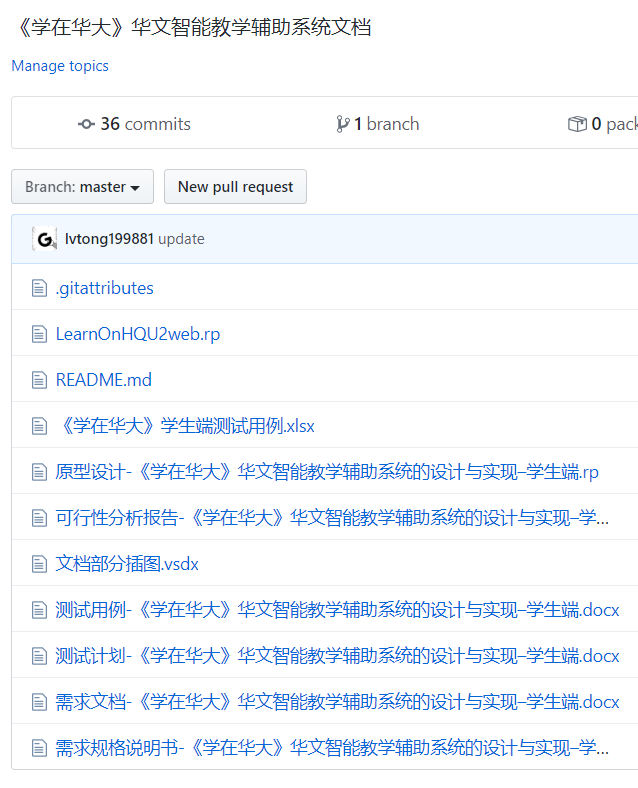 《学在华大》华文智能教学辅助系统文档
Manage topics
36 commits 1 branch 0 pack
Branch: master New pull request
lvtong199881 update
.gitattributes
LearnOnHQU2web.rp
README.md
《学在华大》学生端测试用例.xlsx
原型设计-《学在华大》华文智能教学辅助系统的设计与实现–学生端.rp
可行性分析报告-《学在华大》华文智能教学辅助系统的设计与实现–学...
文档部分插图.vsdx
测试用例-《学在华大》华文智能教学辅助系统的设计与实现–学生端.docx
测试计划-《学在华大》华文智能教学辅助系统的设计与实现–学生端.docx
需求文档-《学在华大》华文智能教学辅助系统的设计与实现–学生端.docx
需求规格说明书-《学在华大》华文智能教学辅助系统的设计与实现–学...